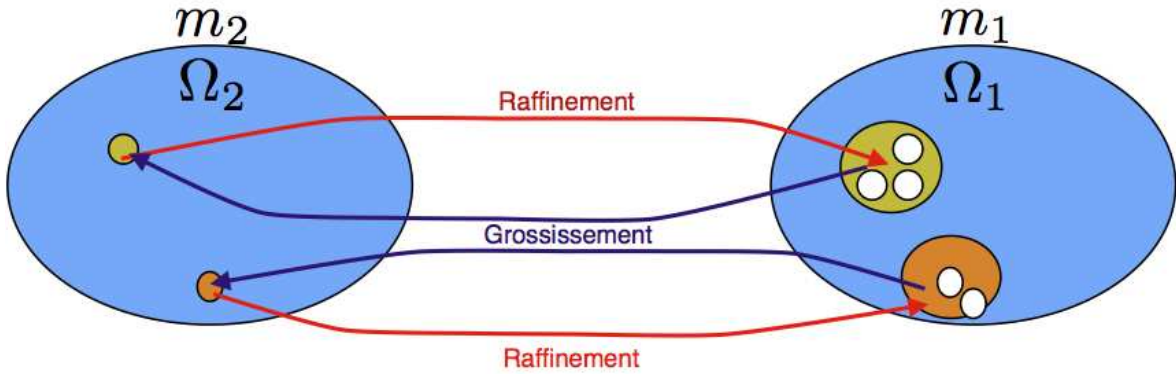 m₂
Ω₂
m₁
Ω₁
Raffinement
Grossissement
Raffinement